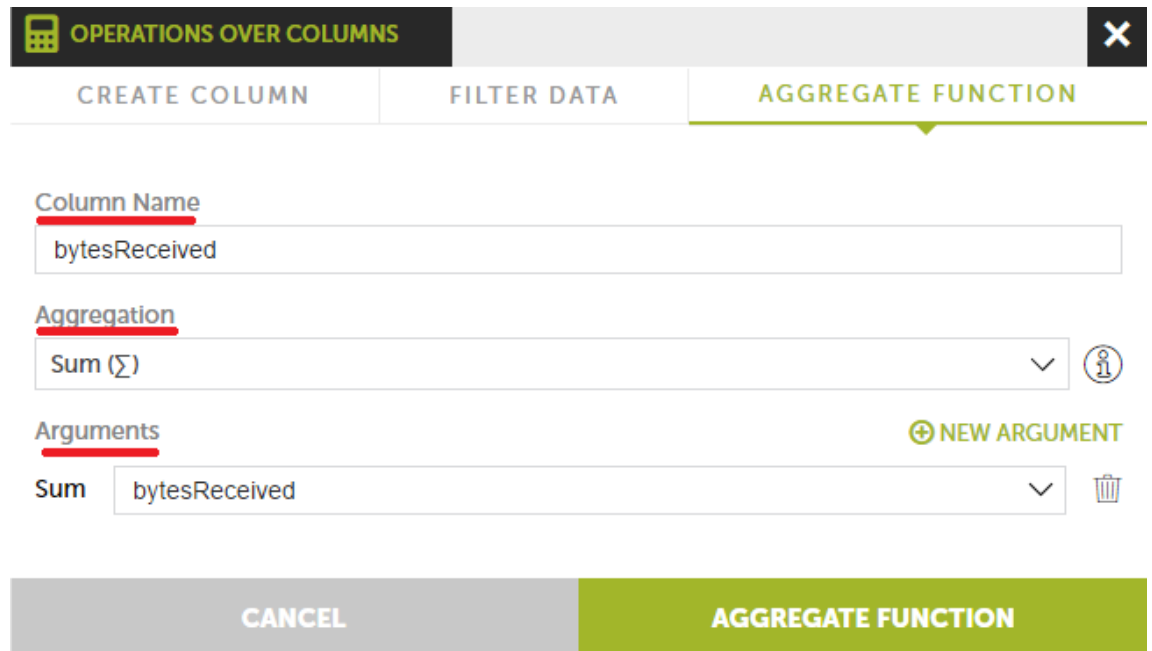 OPERATIONS OVER COLUMNS
CREATE COLUMN FILTER DATA AGGREGATE FUNCTION
Column Name
bytesReceived
Aggregation
Sum (∑)
Arguments NEW ARGUMENT
Sum bytesReceived
CANCEL AGGREGATE FUNCTION